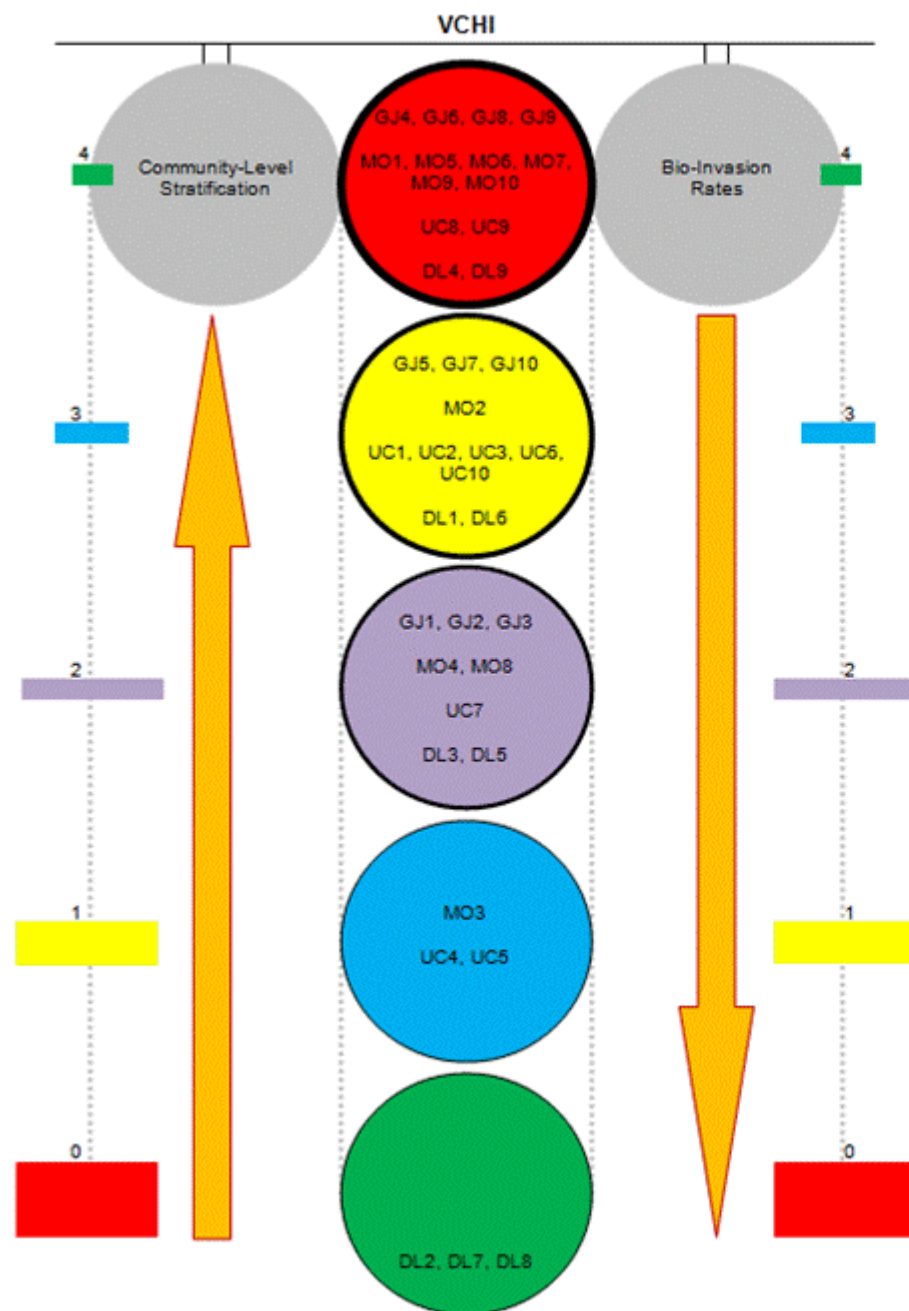 VCHI
Community-Level
Stratification
GJ4, GJ6, GJ8, GJ9
MO1, MO5, MO6, MO7,
MO9, MO10
UC8, UC9
DL4, DL9
Bio-Invasion
Rates
4
4
GJ5, GJ7, GJ10
MO2
UC1, UC2, UC3, UC6,
UC10
DL1, DL6
3
3
GJ1, GJ2, GJ3
MO4, MO8
UC7
DL3, DL5
2
2
MO3
UC4, UC5
1
1
0
0
DL2, DL7, DL8